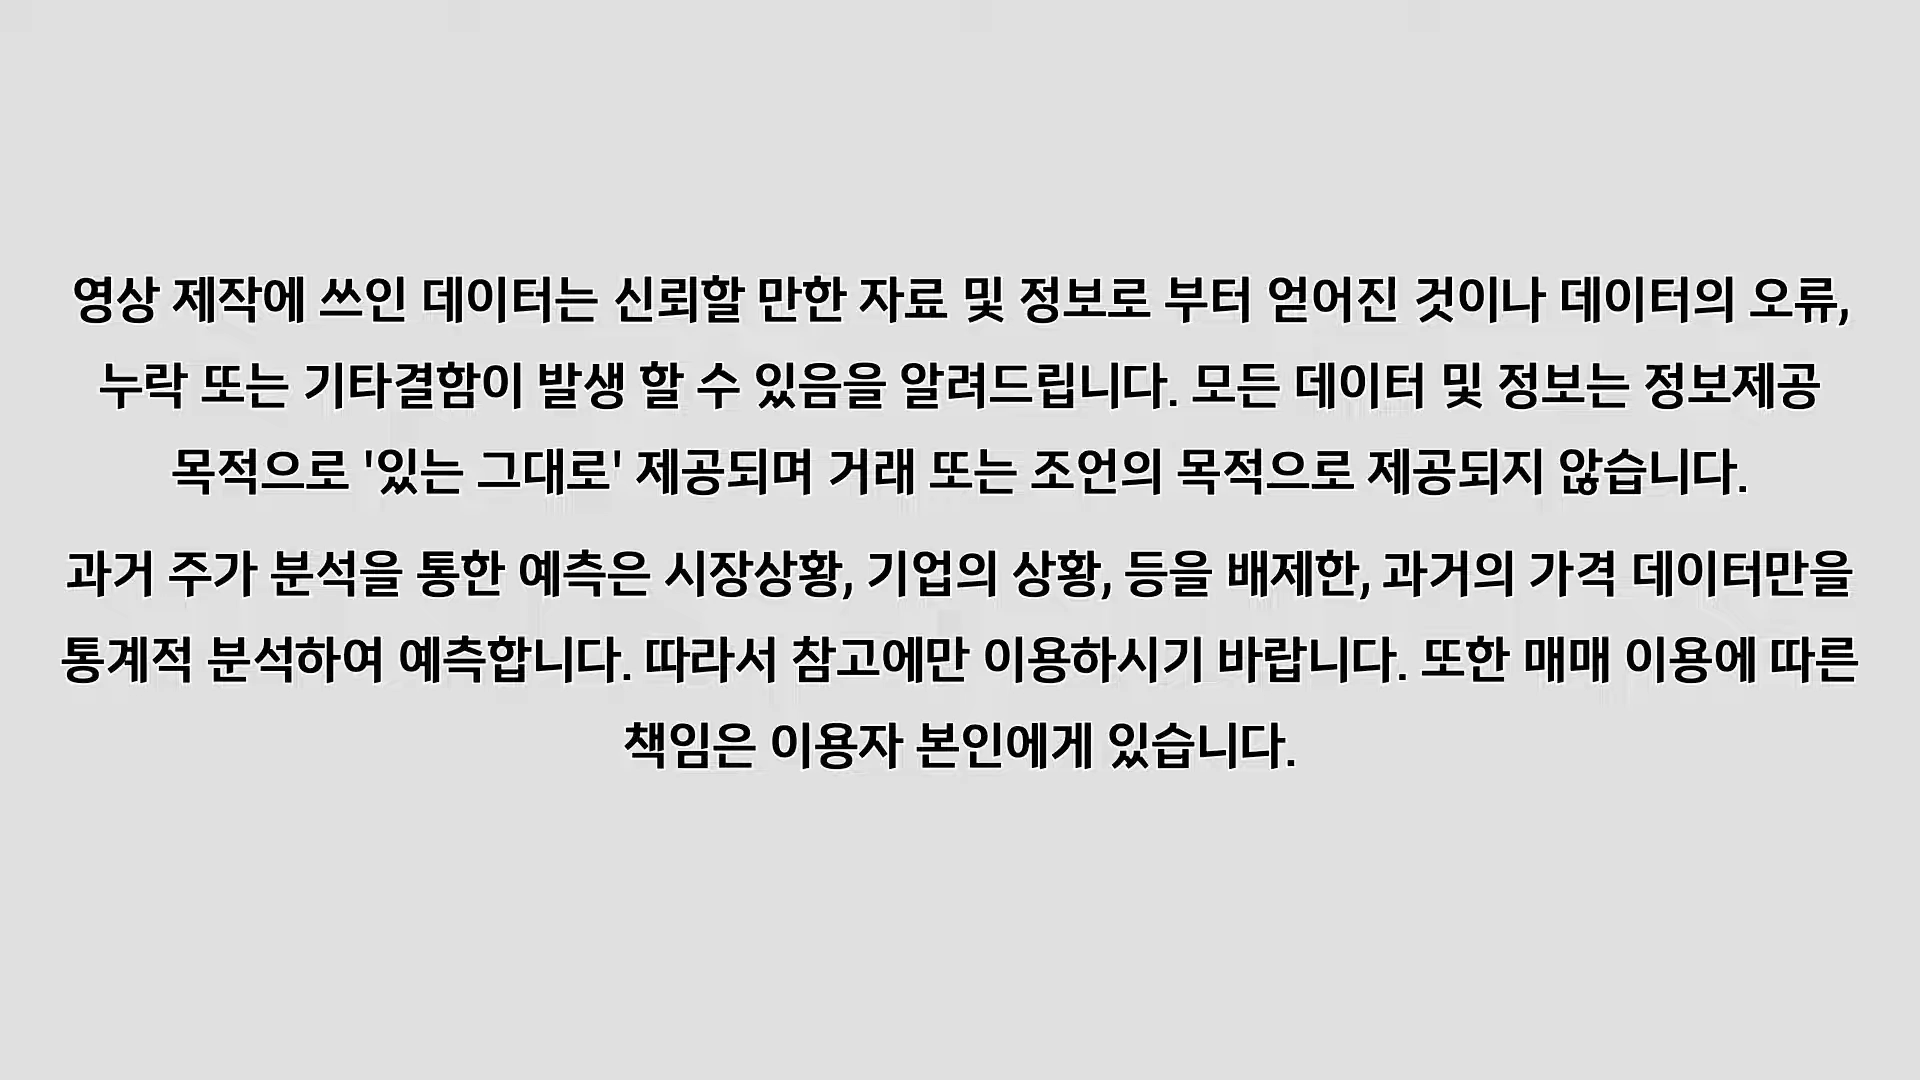 영상 제작에 쓰인 데이터는 신뢰할 만한 자료 및 정보로 부터 얻어진 것이나 데이터의 오류,
누락 또는 기타결함이 발생 할 수 있음을 알려드립니다. 모든 데이터 및 정보는 정보제공
목적으로 '있는 그대로' 제공되며 거래 또는 조언의 목적으로 제공되지 않습니다.
과거 주가 분석을 통한 예측은 시장상황, 기업의 상황, 등을 배제한, 과거의 가격 데이터만을
통계적 분석하여 예측합니다. 따라서 참고에만 이용하시기 바랍니다. 또한 매매 이용에 따른
책임은 이용자 본인에게 있습니다.